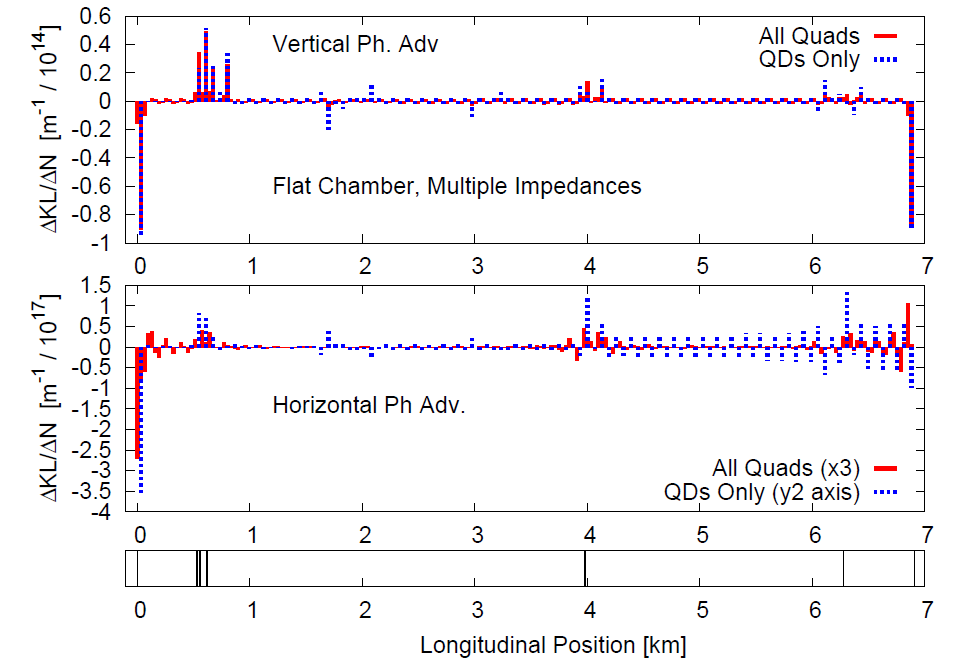 0.6
0.4
0.2
0
-0.2
-0.4
-0.6
-0.8
-1
ΔKL/ΔN [m⁻¹ / 10¹⁴]
Vertical Ph. Adv
All Quads
QDs Only
Flat Chamber, Multiple Impedances
0 1 2 3 4 5 6 7
1.5
1
0.5
0
-0.5
-1
-1.5
-2
-2.5
-3
-3.5
-4
ΔKL/ΔN [m⁻¹ / 10¹⁷]
Horizontal Ph Adv.
All Quads (x3)
QDs Only (y2 axis)
0 1 2 3 4 5 6 7
0 1 2 3 4 5 6 7
Longitudinal Position [km]